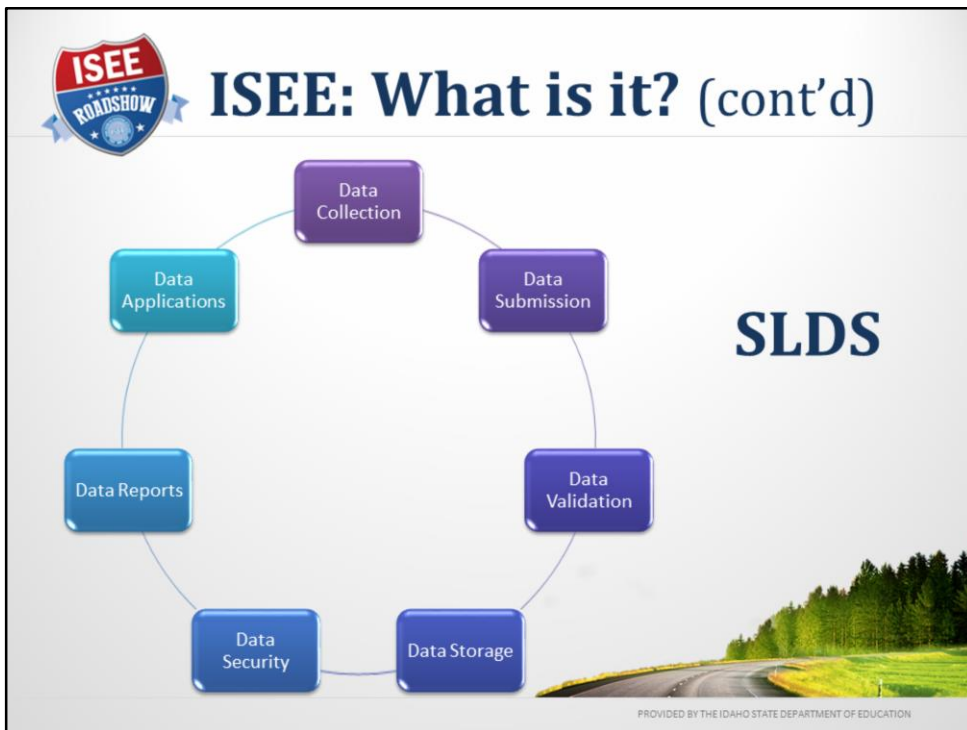 ISEE
ROADSHOW
ISEE: What is it? (cont'd)
Data
Collection
Data
Submission
Data
Validation
Data Storage
Data
Security
Data Reports
Data
Applications
SLDS
PROVIDED BY THE IDAHO STATE DEPARTMENT OF EDUCATION